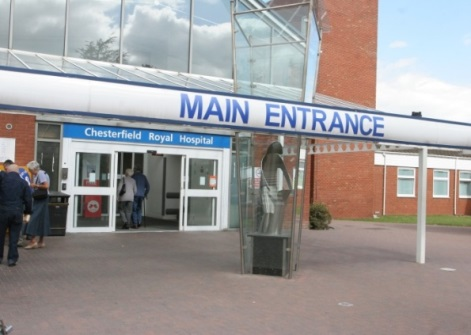 MAIN ENTRANCE
Chesterfield Royal Hospital